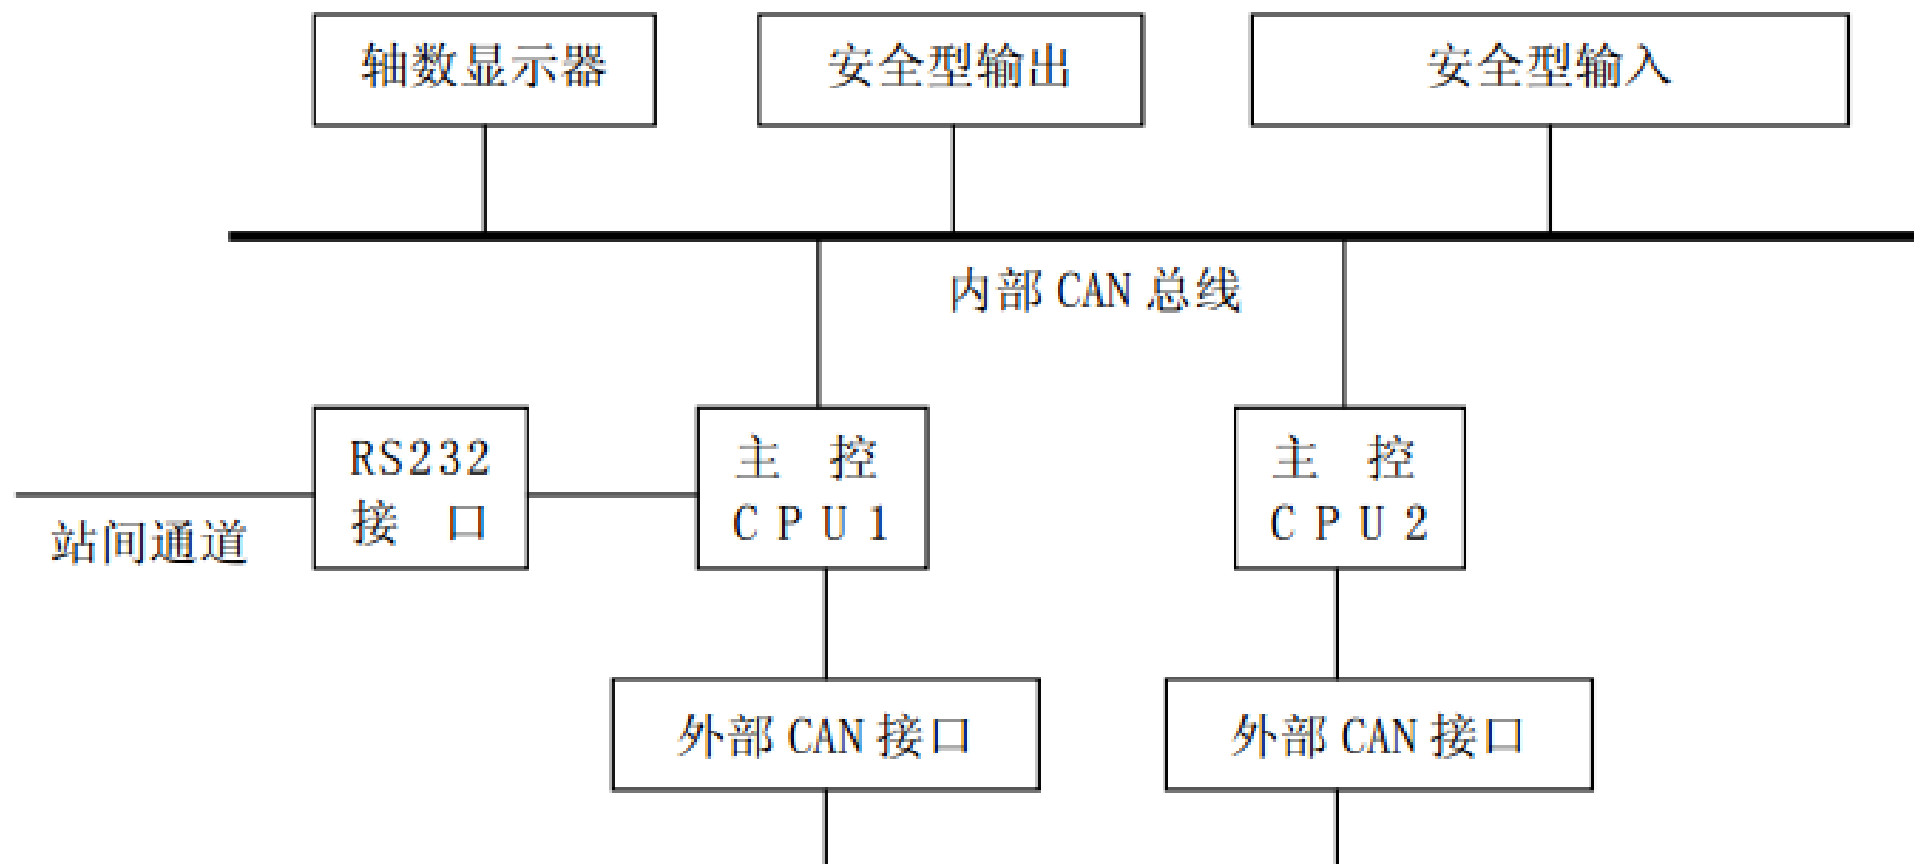 轴数显示器
安全型输出
安全型输入
内部 CAN 总线
RS232
接 口
站间通道
主 控
CPU1
主 控
CPU2
外部 CAN 接口
外部 CAN 接口